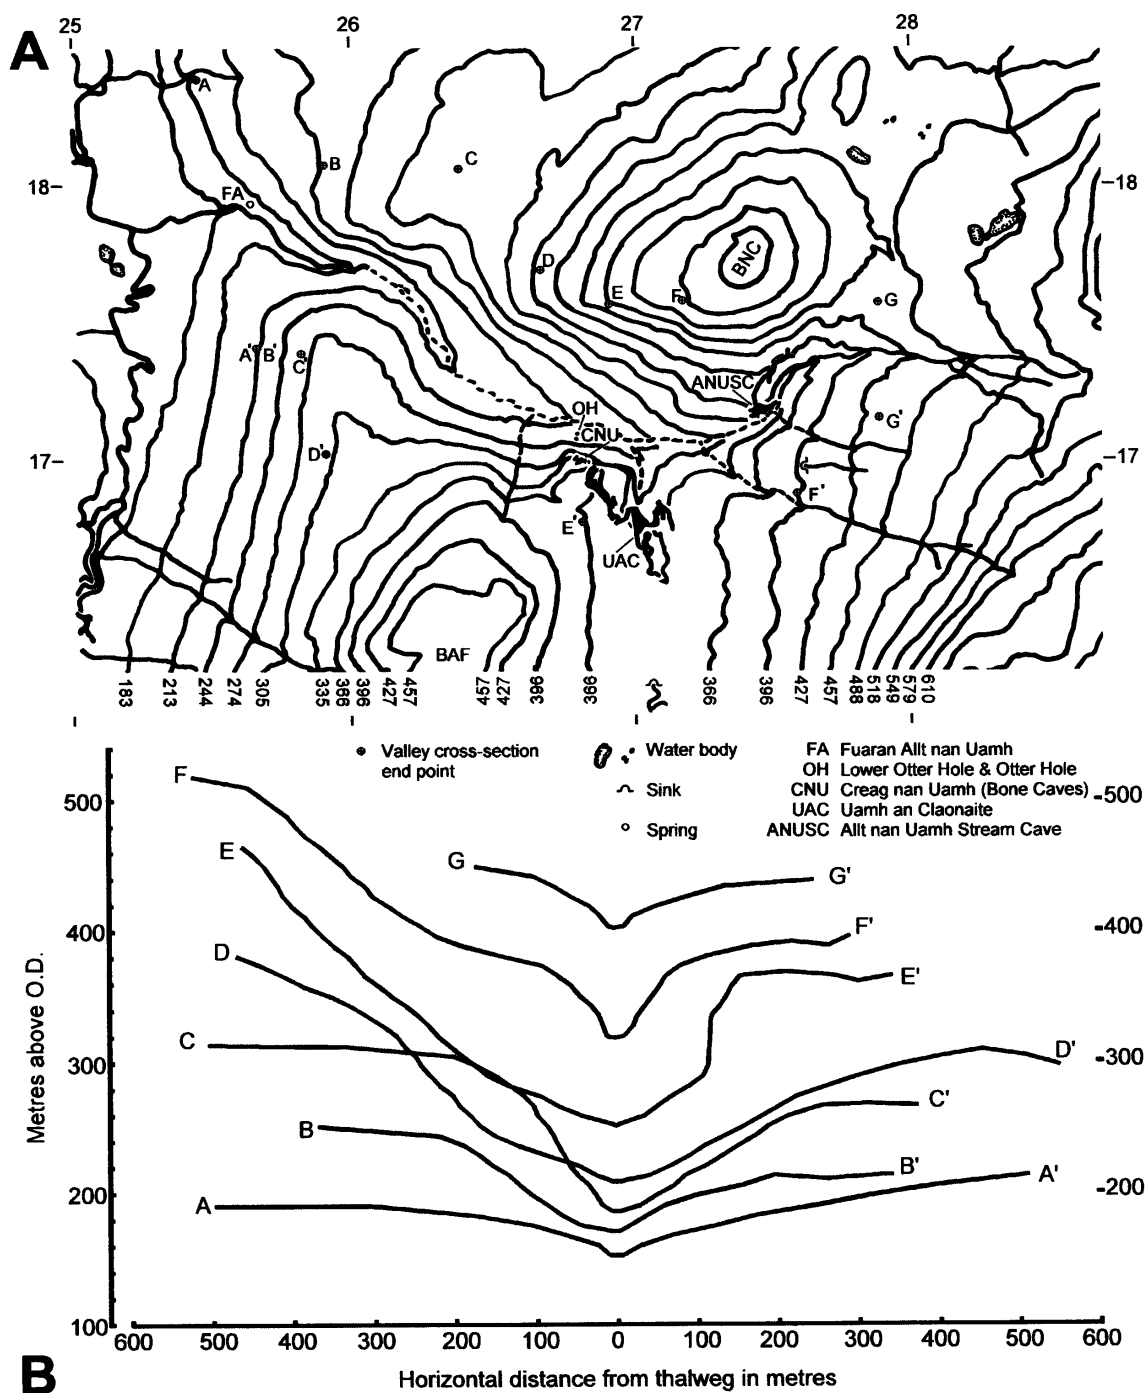 A
25 26 27 28
A
B
C
18
18
FA
BNC
D
E
F
G
A' B'
C'
ANUSC
OH
CNU
G'
D'
17
17
F'
E'
UAC
BAF
183 213 244 274 305 335 366 396 427 457 457 427 396 366 366 396 427 457 488 518 549 579 610
Valley cross-section
end point
Water body
Sink
Spring
FA Fuaran Allt nan Uamh
OH Lower Otter Hole & Otter Hole
CNU Creag nan Uamh (Bone Caves)
UAC Uamh an Claonaite
ANUSC Allt nan Uamh Stream Cave
F
500
500
E
G
G'
D
400
F'
400
E'
C
300
D'
300
C'
B
B'
A
200
A'
200
Metres above O.D.
100
600 500 400 300 200 100 0 100 200 300 400 500 600
Horizontal distance from thalweg in metres
B